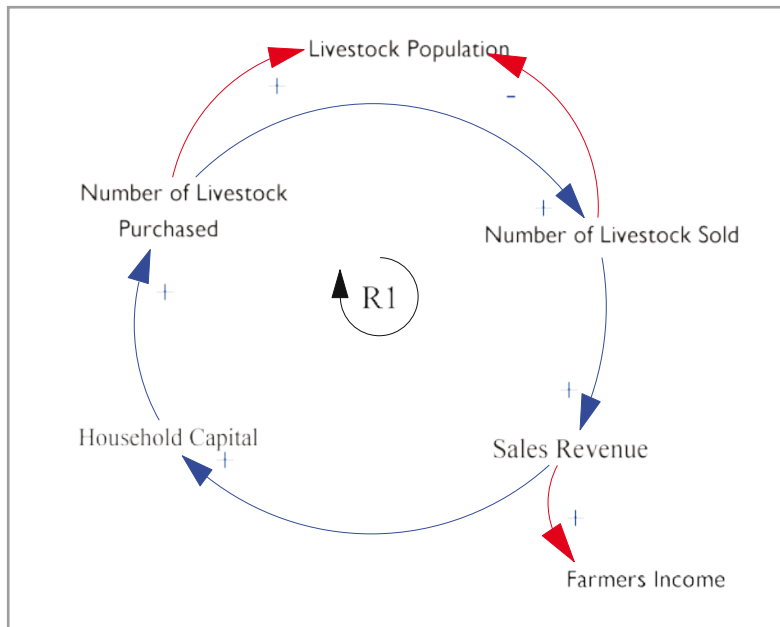 Livestock Population
+
-
Number of Livestock
Purchased
+
Number of Livestock Sold
+
R1
+
Household Capital
+
Sales Revenue
+
Farmers Income